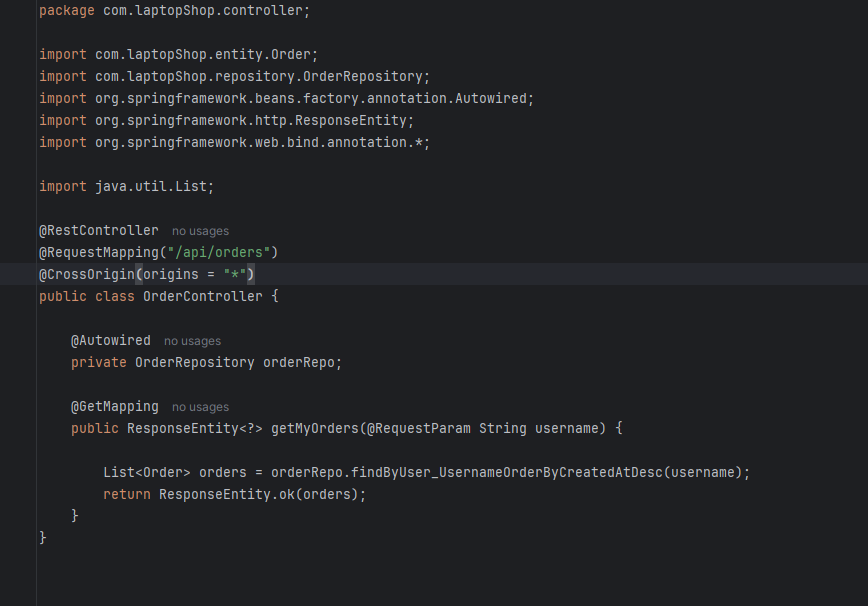 package com.laptopShop.controller;
import com.laptopShop.entity.Order;
import com.laptopShop.repository.OrderRepository;
import org.springframework.beans.factory.annotation.Autowired;
import org.springframework.http.ResponseEntity;
import org.springframework.web.bind.annotation.*;
import java.util.List;
@RestController no usages
@RequestMapping("/api/orders")
@CrossOrigin(origins = "*")
public class OrderController {
@Autowired no usages
private OrderRepository orderRepo;
@GetMapping no usages
public ResponseEntity<?> getMyOrders(@RequestParam String username) {
List<Order> orders = orderRepo.findByUser_UsernameOrderByCreatedAtDesc(username);
return ResponseEntity.ok(orders);
}
}